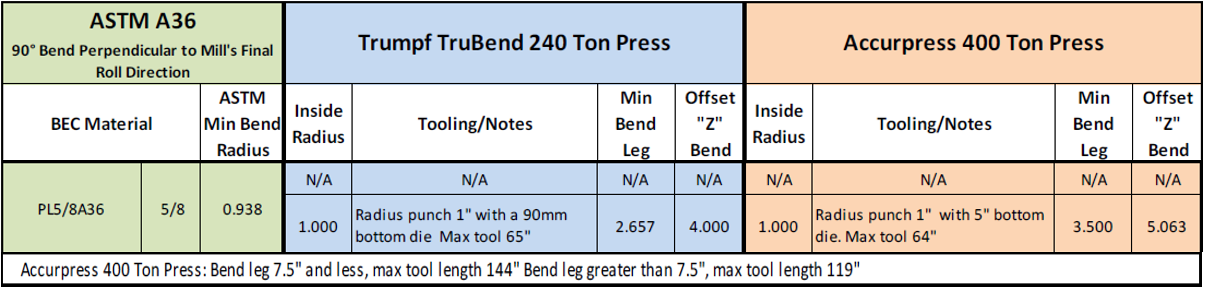 ASTM A36
90° Bend Perpendicular to Mill's Final
Roll Direction
Trumpf TruBend 240 Ton Press
Accurpress 400 Ton Press
BEC Material
ASTM
Min Bend
Radius
Inside
Radius
Tooling/Notes
Min
Bend
Leg
Offset
"Z"
Bend
Inside
Radius
Tooling/Notes
Min
Bend
Leg
Offset
"Z"
Bend
PL5/8A36
5/8
0.938
N/A
N/A
N/A
N/A
N/A
N/A
N/A
N/A
1.000
Radius punch 1" with a 90mm
bottom die  Max tool 65"
2.657
4.000
1.000
Radius punch 1"  with 5" bottom
die. Max tool 64"
3.500
5.063
Accurpress 400 Ton Press: Bend leg 7.5" and less, max tool length 144" Bend leg greater than 7.5", max tool length 119"